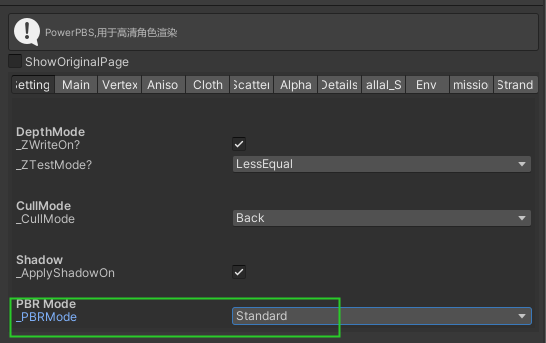 PowerPBS,用于高清角色渲染
ShowOriginalPage
Setting Main Vertex Aniso Cloth Scatter Alpha Details allal_S Env missio Strand
DepthMode
_ZWriteOn?
_ZTestMode? LessEqual
CullMode
_CullMode Back
Shadow
_ApplyShadowOn
PBR Mode
_PBRMode Standard